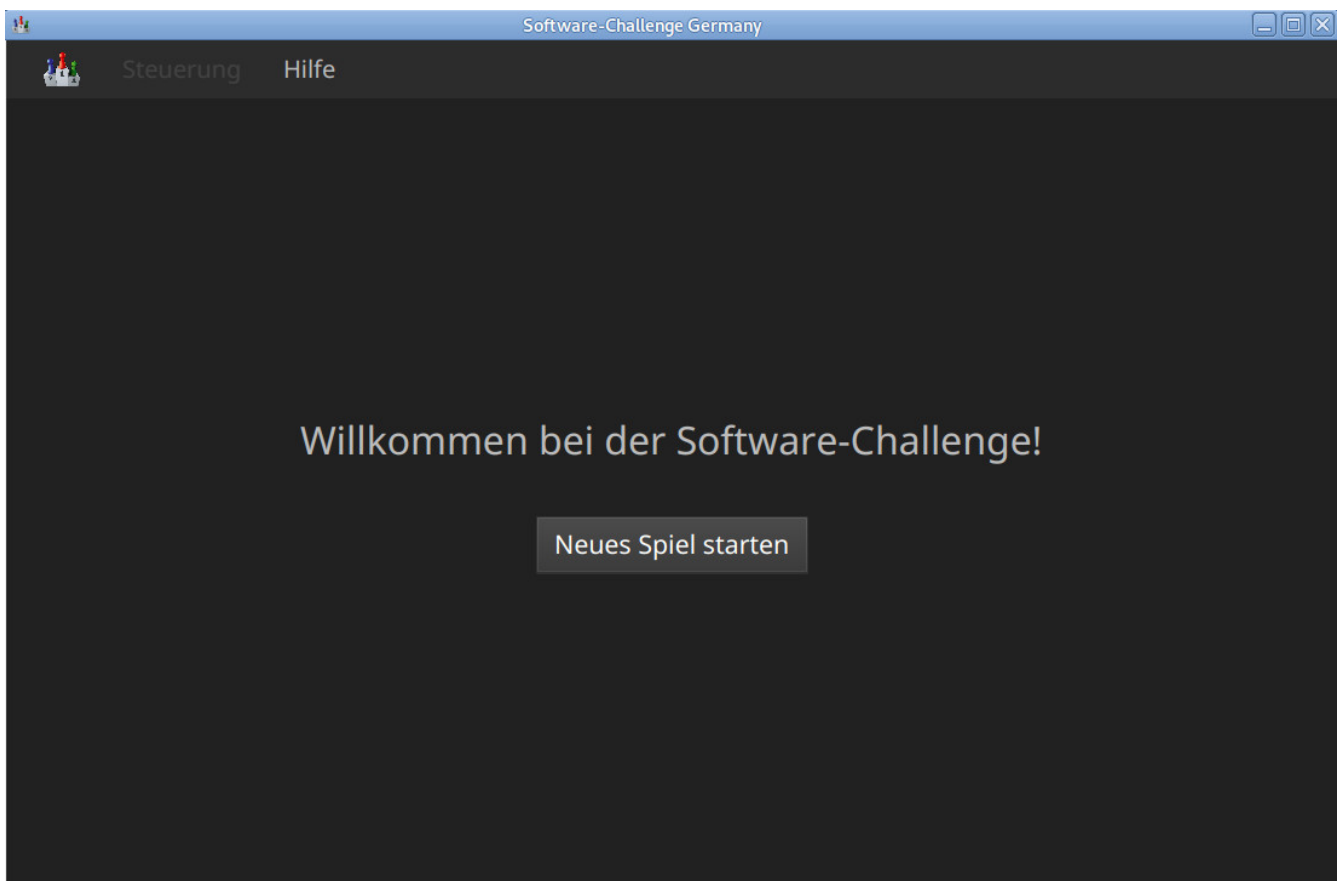 Software-Challenge Germany
Steuerung Hilfe
Willkommen bei der Software-Challenge!
Neues Spiel starten